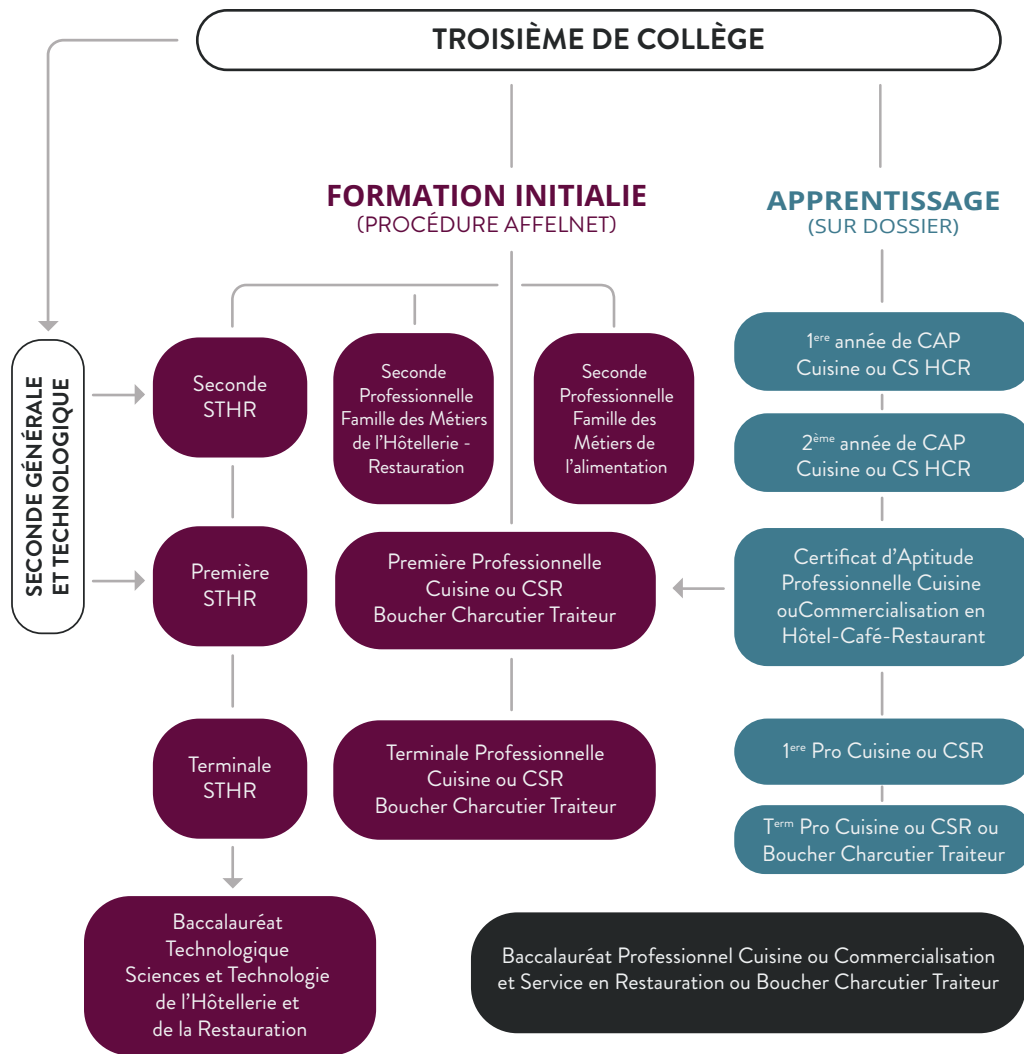 TROISIÈME DE COLLÈGE
FORMATION INITIALIE
(PROCÉDURE AFFELNET)
APPRENTISSAGE
(SUR DOSSIER)
SECONDE GÉNÉRALE
ET TECHNOLOGIQUE
Seconde
STHR
Seconde
Professionnelle
Famille des Métiers
de l'Hôtellerie -
Restauration
Seconde
Professionnelle
Famille des
Métiers de
l'alimentation
1ere année de CAP
Cuisine ou CS HCR
2ème année de CAP
Cuisine ou CS HCR
Première
STHR
Première Professionnelle
Cuisine ou CSR
Boucher Charcutier Traiteur
Certificat d'Aptitude
Professionnelle Cuisine
ouCommercialisation en
Hôtel-Café-Restaurant
Terminale
STHR
Terminale Professionnelle
Cuisine ou CSR
Boucher Charcutier Traiteur
1ere Pro Cuisine ou CSR
Term Pro Cuisine ou CSR ou
Boucher Charcutier Traiteur
Baccalauréat
Technologique
Sciences et Technologie
de l'Hôtellerie et
de la Restauration
Baccalauréat Professionnel Cuisine ou Commercialisation
et Service en Restauration ou Boucher Charcutier Traiteur